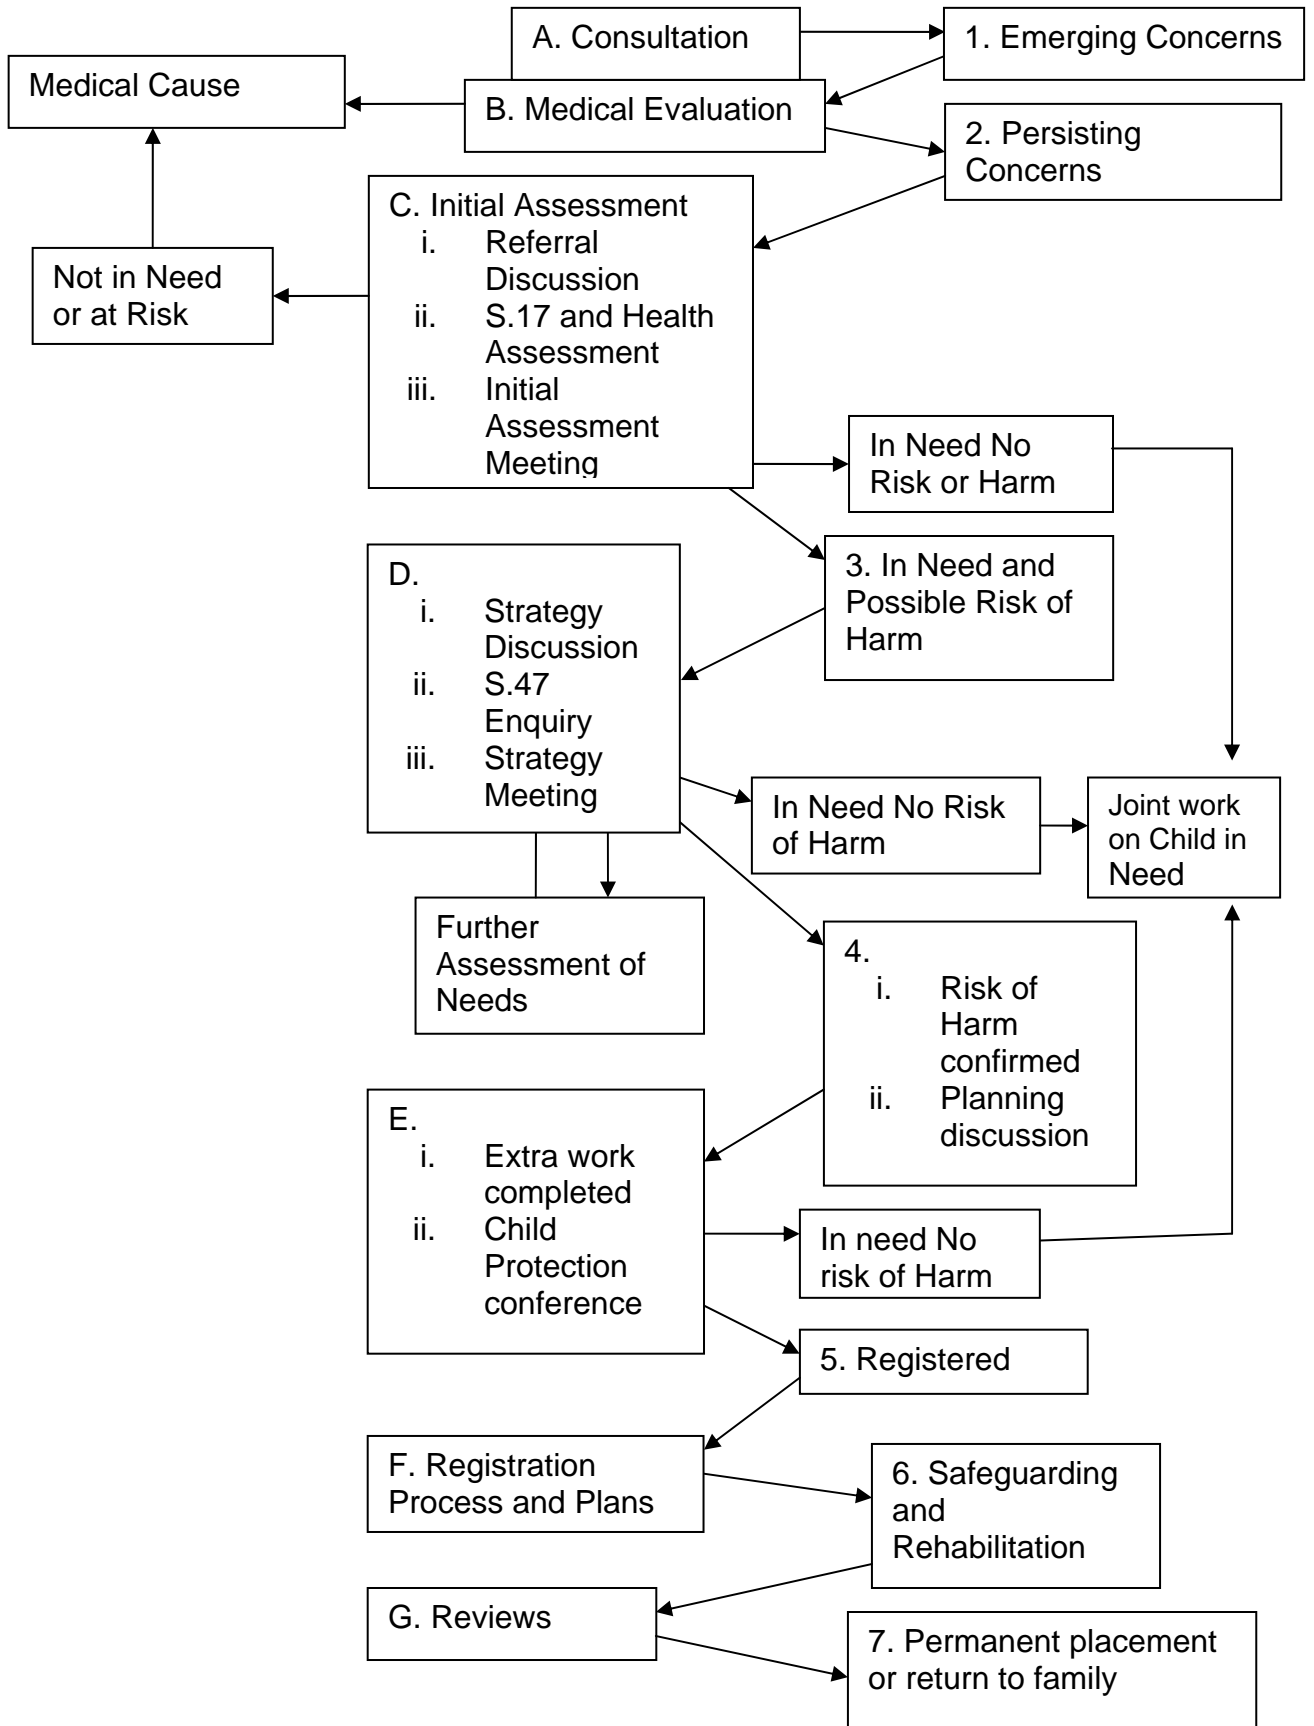 A. Consultation
1. Emerging Concerns
Medical Cause
B. Medical Evaluation
2. Persisting
Concerns
C. Initial Assessment
i. Referral
Discussion
ii. S.17 and Health
Assessment
iii. Initial
Assessment
Meeting
Not in Need
or at Risk
In Need No
Risk or Harm
3. In Need and
Possible Risk of
Harm
D.
i. Strategy
Discussion
ii. S.47
Enquiry
iii. Strategy
Meeting
In Need No Risk
of Harm
Joint work
on Child in
Need
Further
Assessment of
Needs
4.
i. Risk of
Harm
confirmed
ii. Planning
discussion
E.
i. Extra work
completed
ii. Child
Protection
conference
In need No
risk of Harm
5. Registered
F. Registration
Process and Plans
6. Safeguarding
and
Rehabilitation
G. Reviews
7. Permanent placement
or return to family